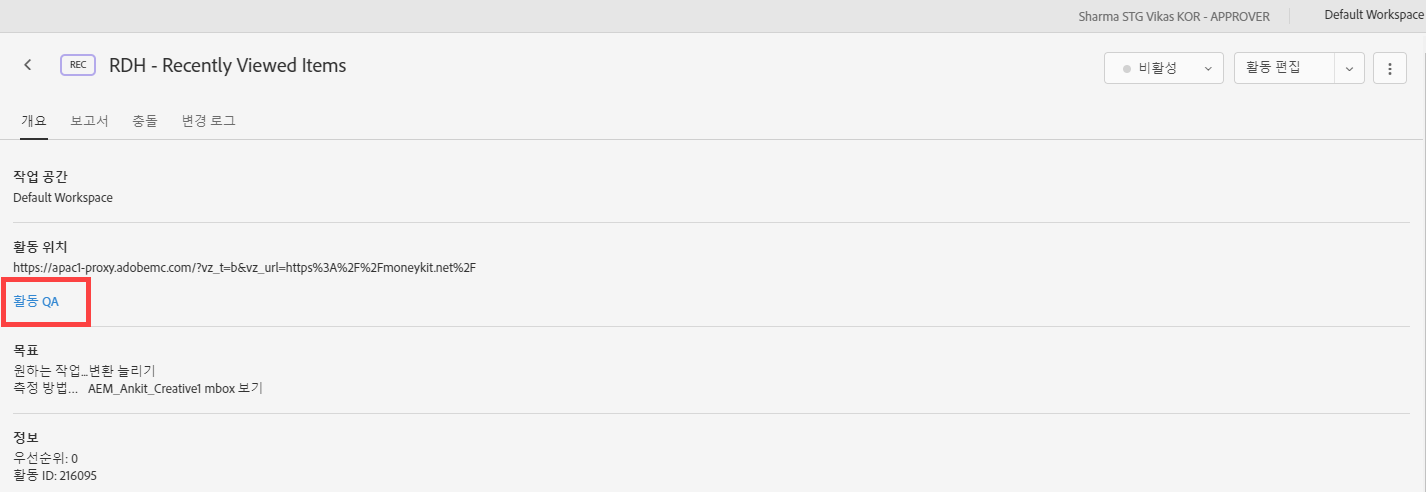 Sharma STG Vikas KOR - APPROVER Default Workspace
REC RDH - Recently Viewed Items 비활성 활동 편집
개요 보고서 충돌 변경 로그
작업 공간
Default Workspace
활동 위치
https://apac1-proxy.adobemc.com/?vz_t=b&vz_url=https%3A%2F%2Fmoneykit.net%2F
활동 QA
목표
원하는 작업...변환 늘리기
측정 방법... AEM_Ankit_Creative1 mbox 보기
정보
우선순위: 0
활동 ID: 216095